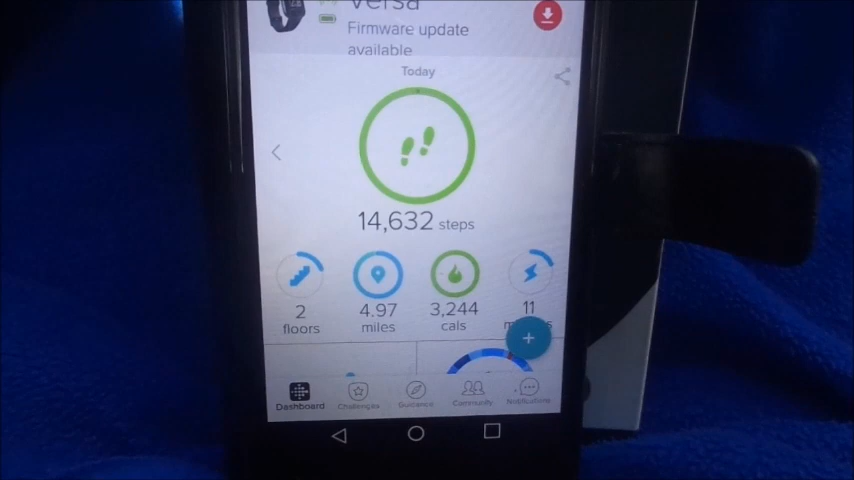 Versa
Firmware update
available
Today
14,632 steps
2
floors
4.97
miles
3,244
cals
11
Dashboard
Challenges
Guidance
Community
Notifications